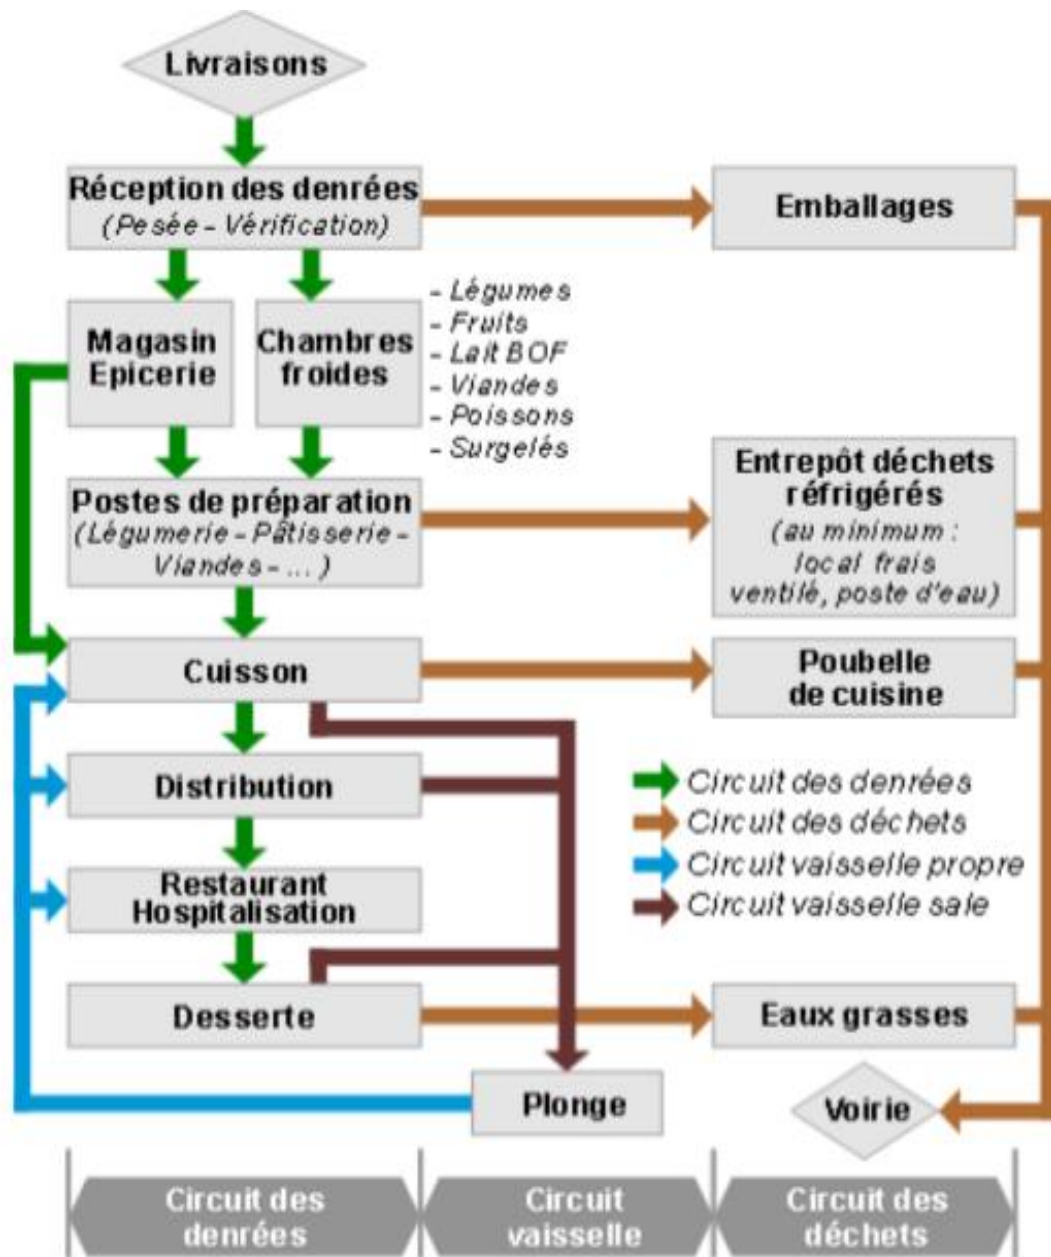 Livraisons
Réception des denrées
(Pesée - Vérification)
Emballages
Magasin
Epicerie
Chambres
froides
- Légumes
- Fruits
- Lait BOF
- Viandes
- Poissons
- Surgelés
Postes de préparation
(Légumerie - Pâtisserie -
Viandes - ... )
Entrepôt déchets
réfrigérés
(au minimum :
local frais
ventilé, poste d'eau)
Cuisson
Poubelle
de cuisine
Distribution
Circuit des denrées
Circuit des déchets
Circuit vaisselle propre
Circuit vaisselle sale
Restaurant
Hospitalisation
Desserte
Eaux grasses
Plonge
Voirie
Circuit des
denrées
Circuit
vaisselle
Circuit des
déchets